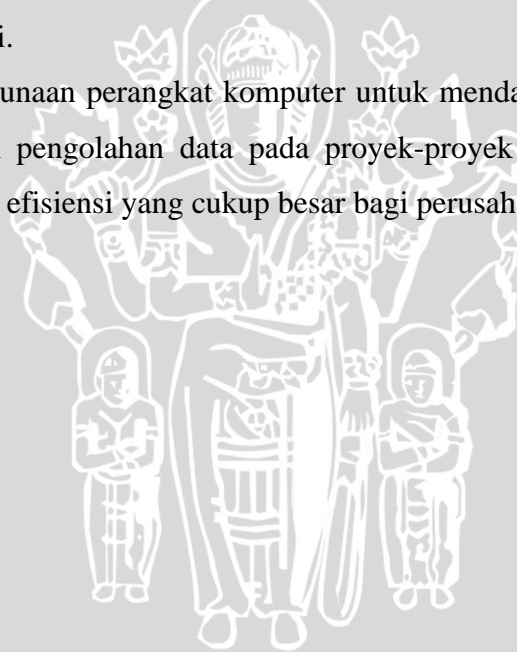 i.
unaan perangkat komputer untuk menda
pengolahan data pada proyek-proyek
efisiensi yang cukup besar bagi perusah